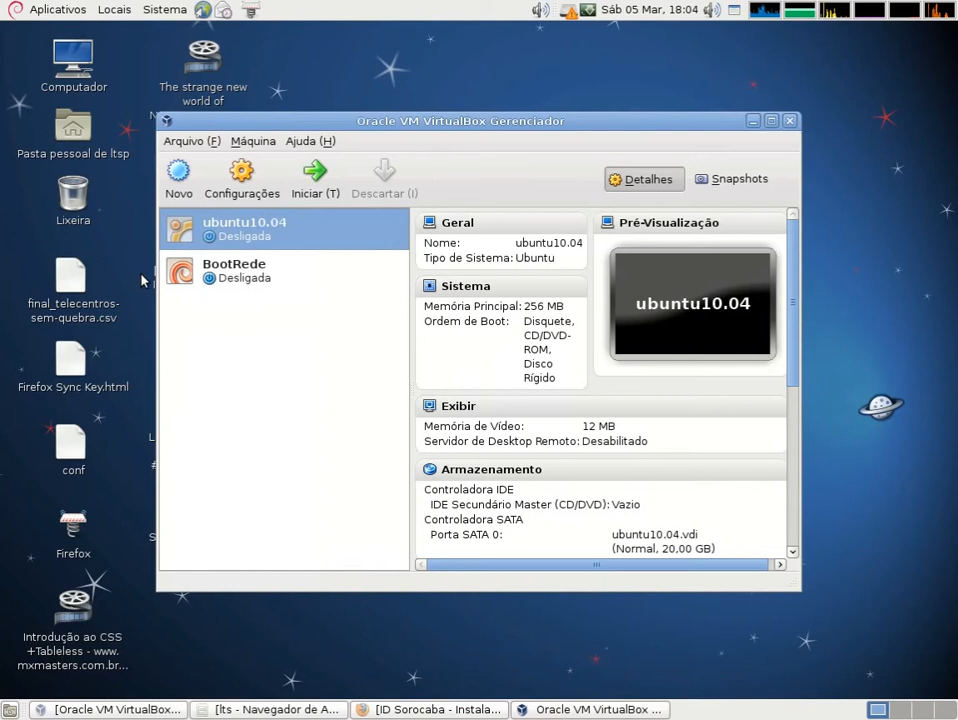 Aplicativos Locais Sistema
Sáb 05 Mar, 18:04
Computador
The strange new
world of
Pasta pessoal de ltsp
Lixeira
final_telecentros-
sem-quebra.csv
Firefox Sync Key.html
conf
Firefox
Introdução ao CSS
+Tableless - www.
mxmasters.com.br...
Oracle VM VirtualBox Gerenciador
Arquivo (F) Máquina Ajuda (H)
Novo Configurações Iniciar (T) Descartar (I)
Detalhes Snapshots
ubuntu10.04
Desligada
BootRede
Desligada
Geral
Nome: ubuntu10.04
Tipo de Sistema: Ubuntu
Sistema
Memória Principal: 256 MB
Ordem de Boot: Disquete,
CD/DVD-
ROM,
Disco
Rígido
Pré-Visualização
ubuntu10.04
Exibir
Memória de Vídeo: 12 MB
Servidor de Desktop Remoto: Desabilitado
Armazenamento
Controladora IDE
IDE Secundário Master (CD/DVD): Vazio
Controladora SATA
Porta SATA 0: ubuntu10.04.vdi
(Normal, 20,00 GB)
[Oracle VM VirtualBox... [lts - Navegador de A... [ID Sorocaba - Instala... Oracle VM VirtualBox ...